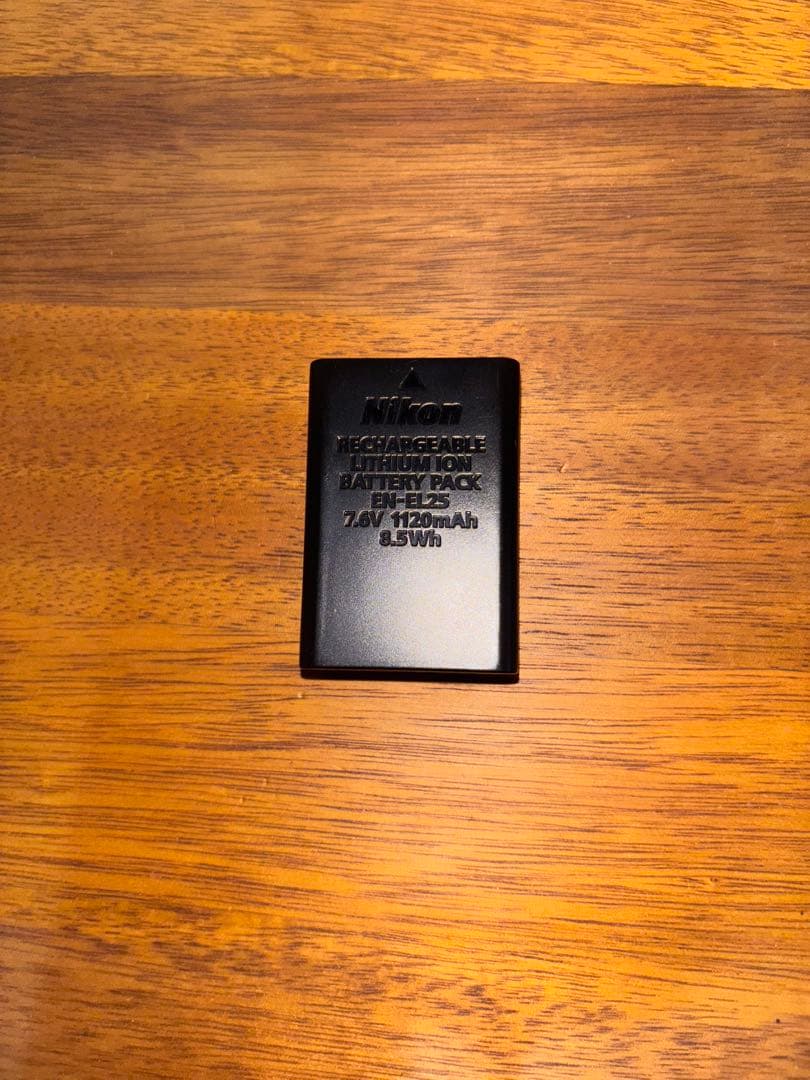 Nikon
RECHARGEABLE
LITHIUM ION
BATTERY PACK
EN-EL25
7.6V 1120mAh
8.5Wh